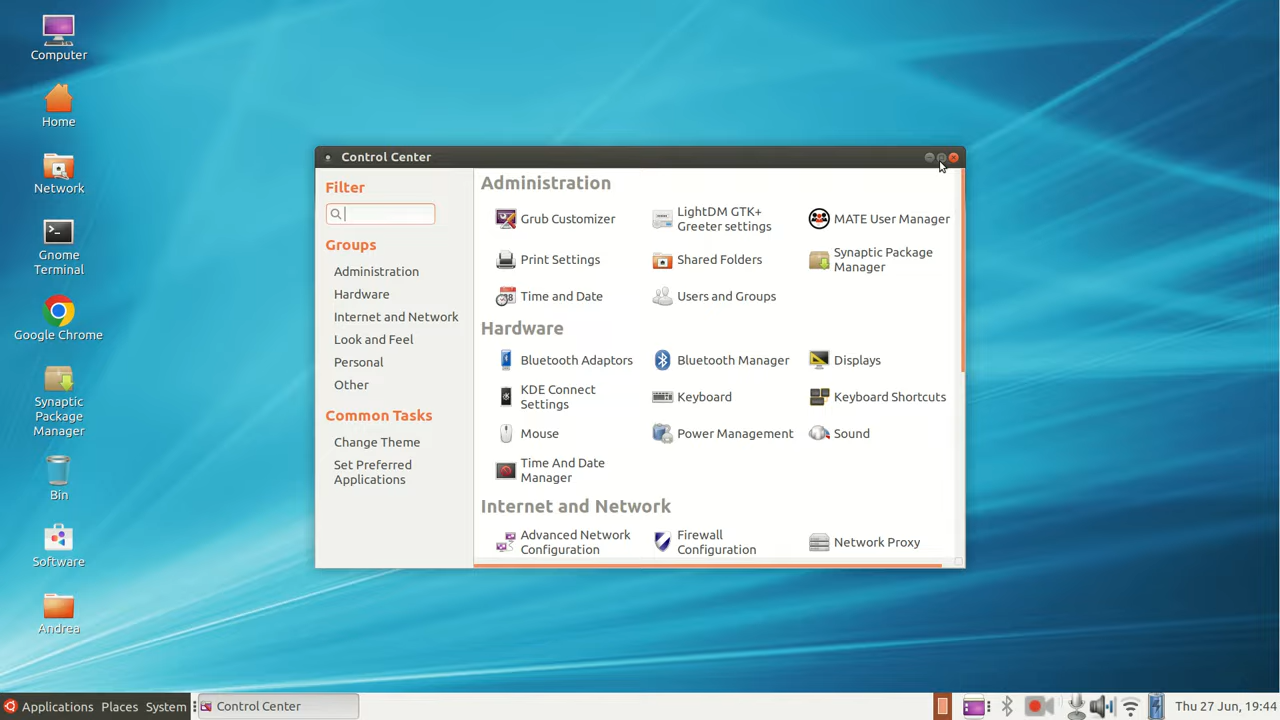 Computer
Home
Network
Gnome
Terminal
Google Chrome
Synaptic
Package
Manager
Bin
Software
Andrea
Control Center
Filter
Groups
Administration
Hardware
Internet and Network
Look and Feel
Personal
Other
Common Tasks
Change Theme
Set Preferred
Applications
Administration
Grub Customizer
LightDM GTK+
Greeter settings
MATE User Manager
Print Settings
Shared Folders
Synaptic Package
Manager
Time and Date
Users and Groups
Hardware
Bluetooth Adaptors
Bluetooth Manager
Displays
KDE Connect
Settings
Keyboard
Keyboard Shortcuts
Mouse
Power Management
Sound
Time And Date
Manager
Internet and Network
Advanced Network
Configuration
Firewall
Configuration
Network Proxy
Applications Places System
Control Center
Thu 27 Jun, 19:44